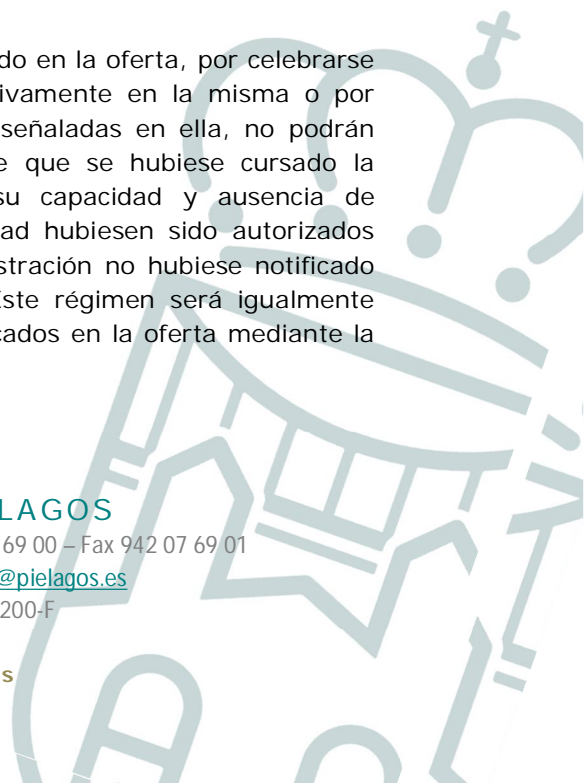 do en la oferta, por celebrarse
ivamente en la misma o por
señaladas en ella, no podrán
e que se hubiese cursado la
su capacidad y ausencia de
ad hubiesen sido autorizados
stración no hubiese notificado
Este régimen será igualmente
cados en la oferta mediante la
LAGOS
69 00 – Fax 942 07 69 01
@pielagos.es
200-F
s